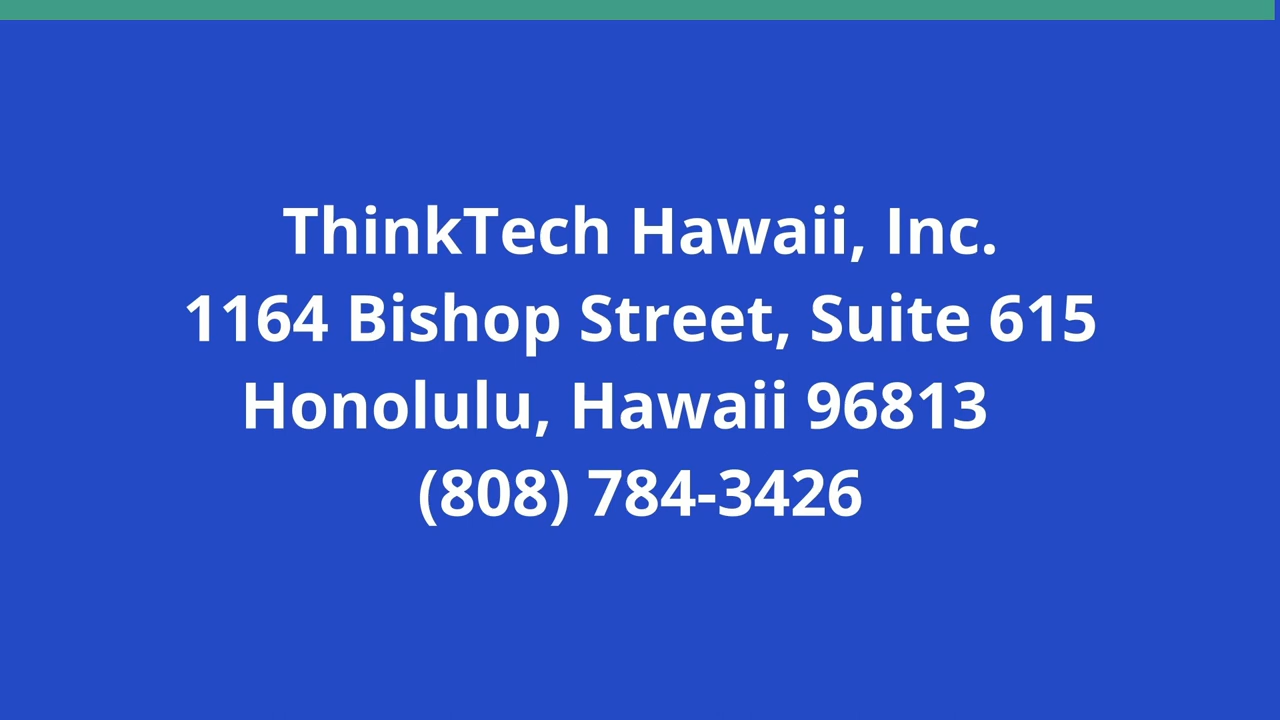 ThinkTech Hawaii, Inc.
1164 Bishop Street, Suite 615
Honolulu, Hawaii 96813
(808) 784-3426